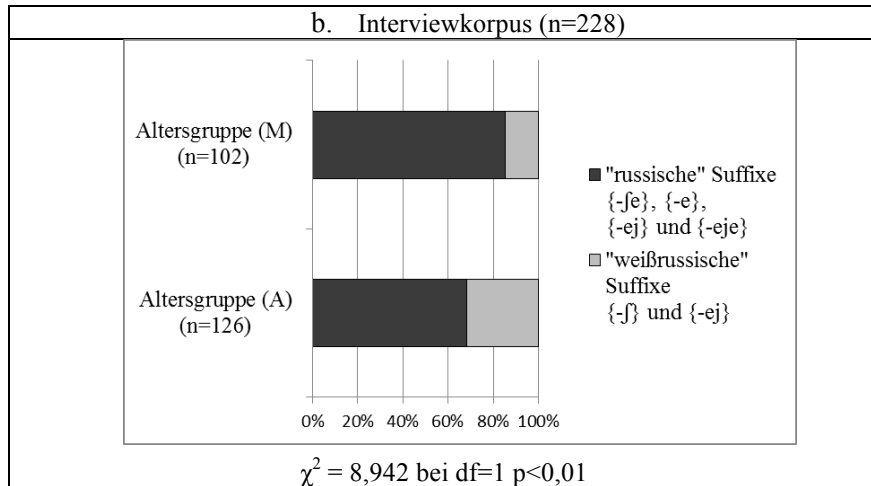 b. Interviewkorpus (n=228)
Altersgruppe (M)
(n=102)
Altersgruppe (A)
(n=126)
"russische" Suffixe
{-ʃe}, {-e},
{-ej} und {-eje}
"weißrussische"
Suffixe
{-ʃ} und {-ej}
0% 20% 40% 60% 80% 100%
χ² = 8,942 bei df=1 p<0,01